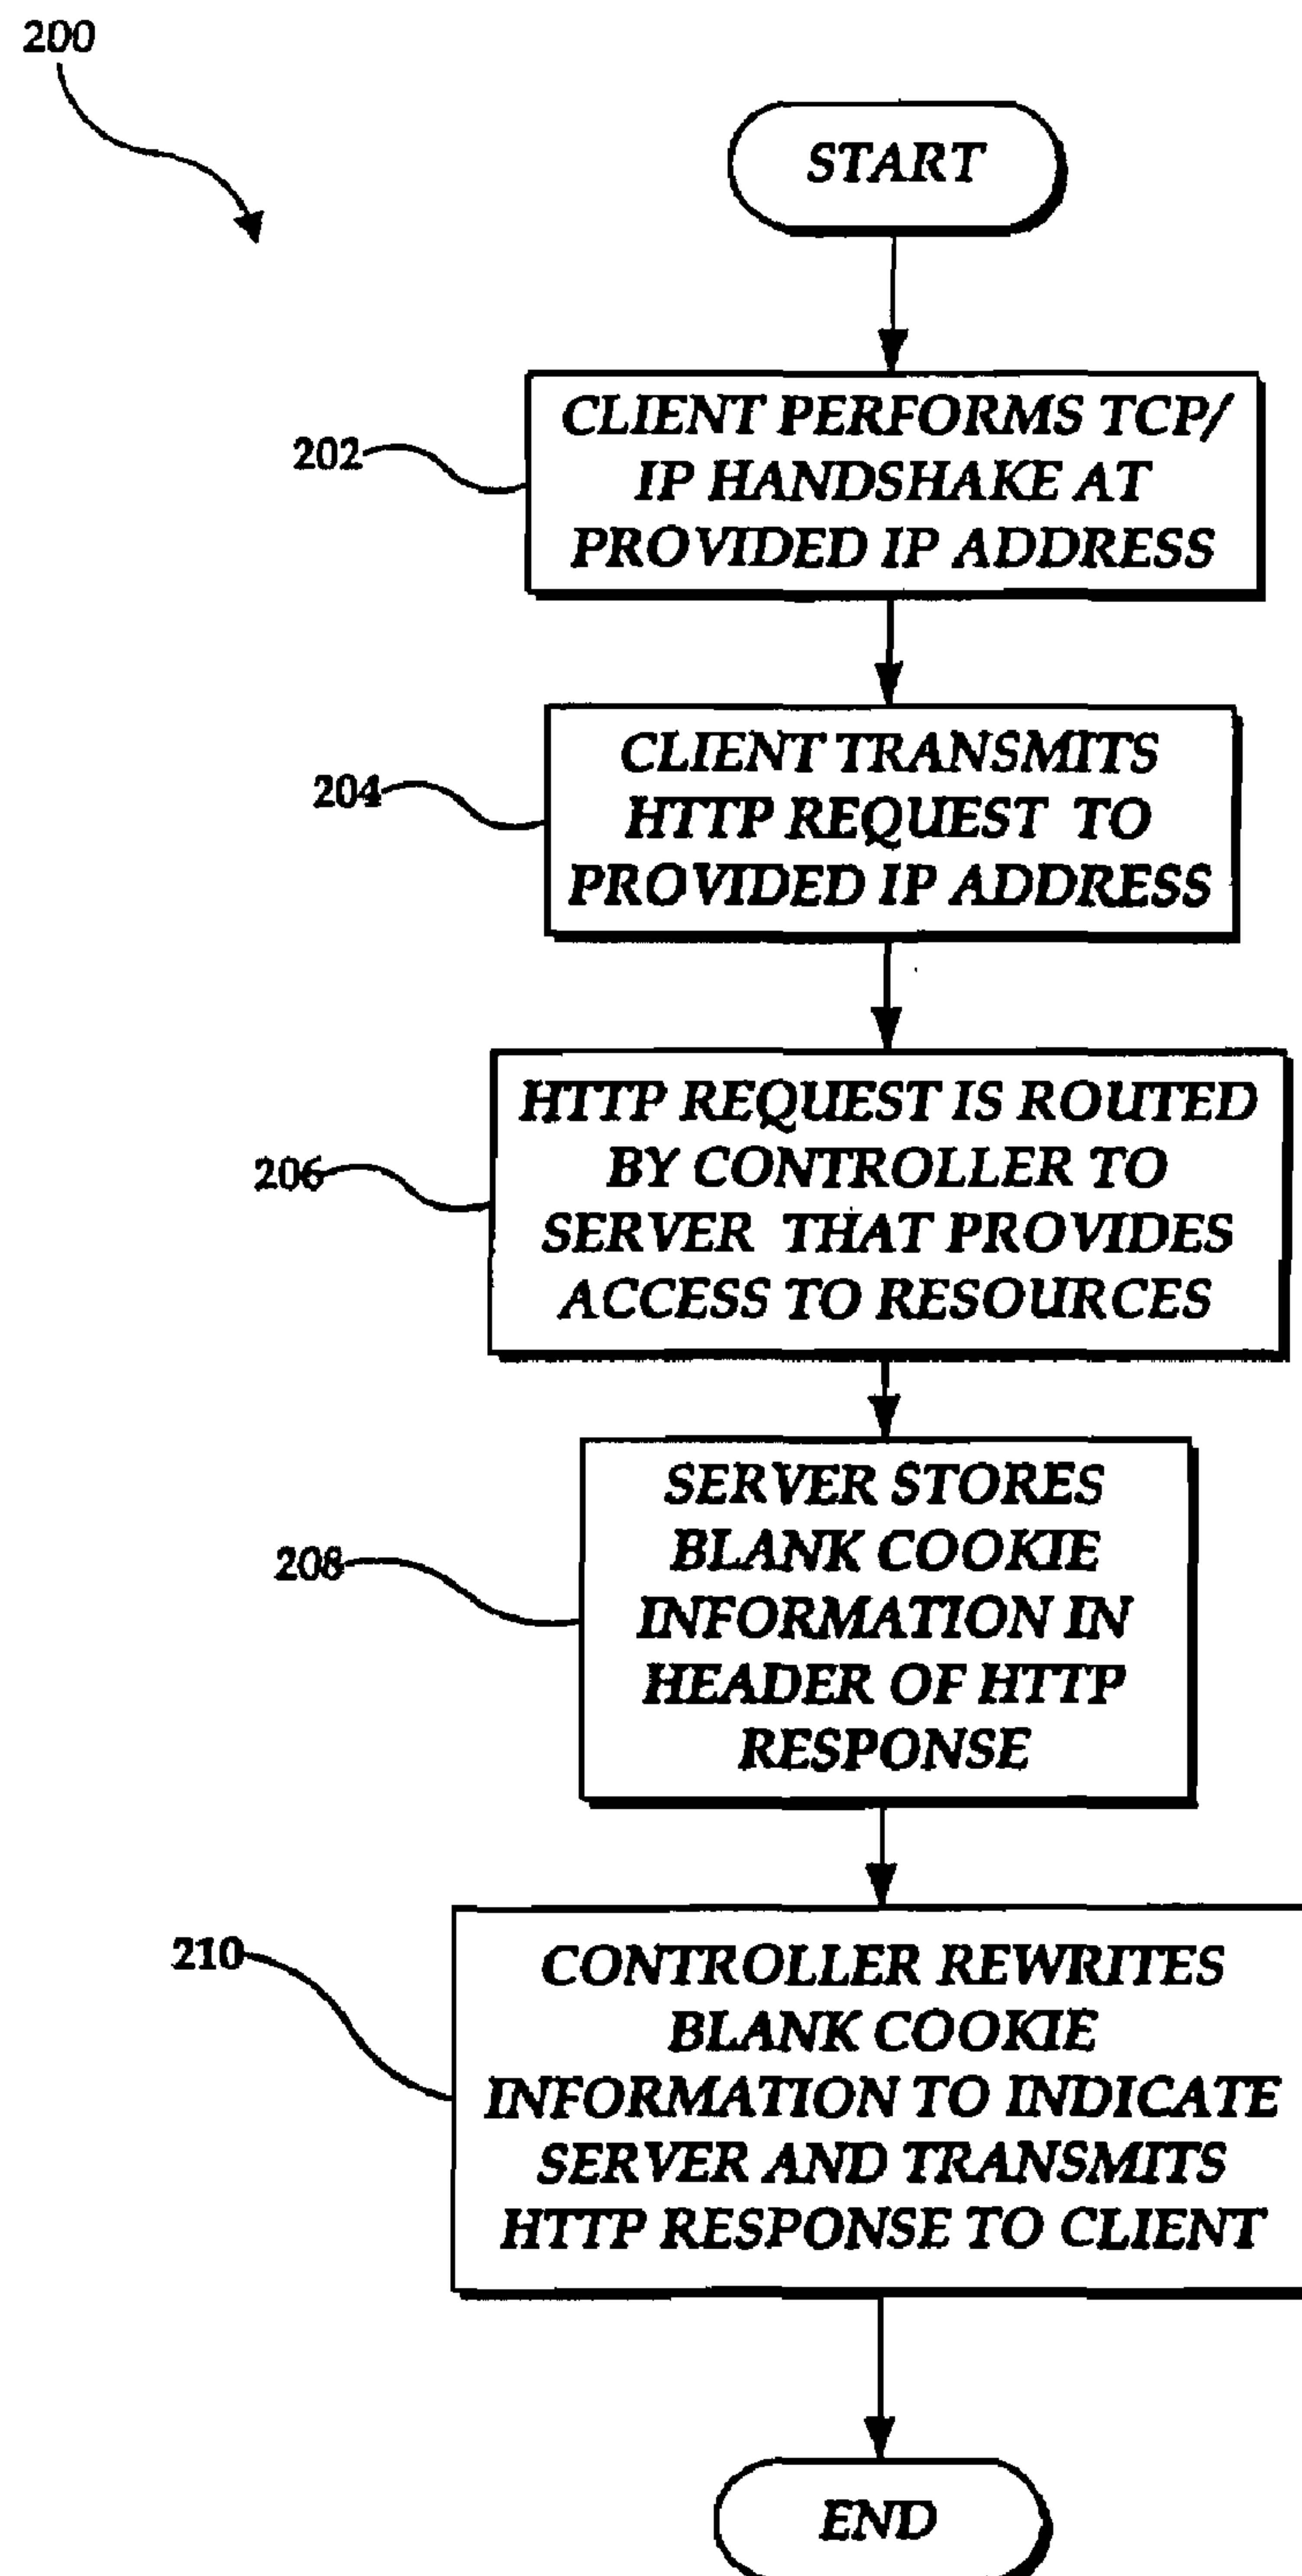 200
START
202
CLIENT PERFORMS TCP/
IP HANDSHAKE AT
PROVIDED IP ADDRESS
204
CLIENT TRANSMITS
HTTP REQUEST TO
PROVIDED IP ADDRESS
206
HTTP REQUEST IS ROUTED
BY CONTROLLER TO
SERVER THAT PROVIDES
ACCESS TO RESOURCES
208
SERVER STORES
BLANK COOKIE
INFORMATION IN
HEADER OF HTTP
RESPONSE
210
CONTROLLER REWRITES
BLANK COOKIE
INFORMATION TO INDICATE
SERVER AND TRANSMITS
HTTP RESPONSE TO CLIENT
END